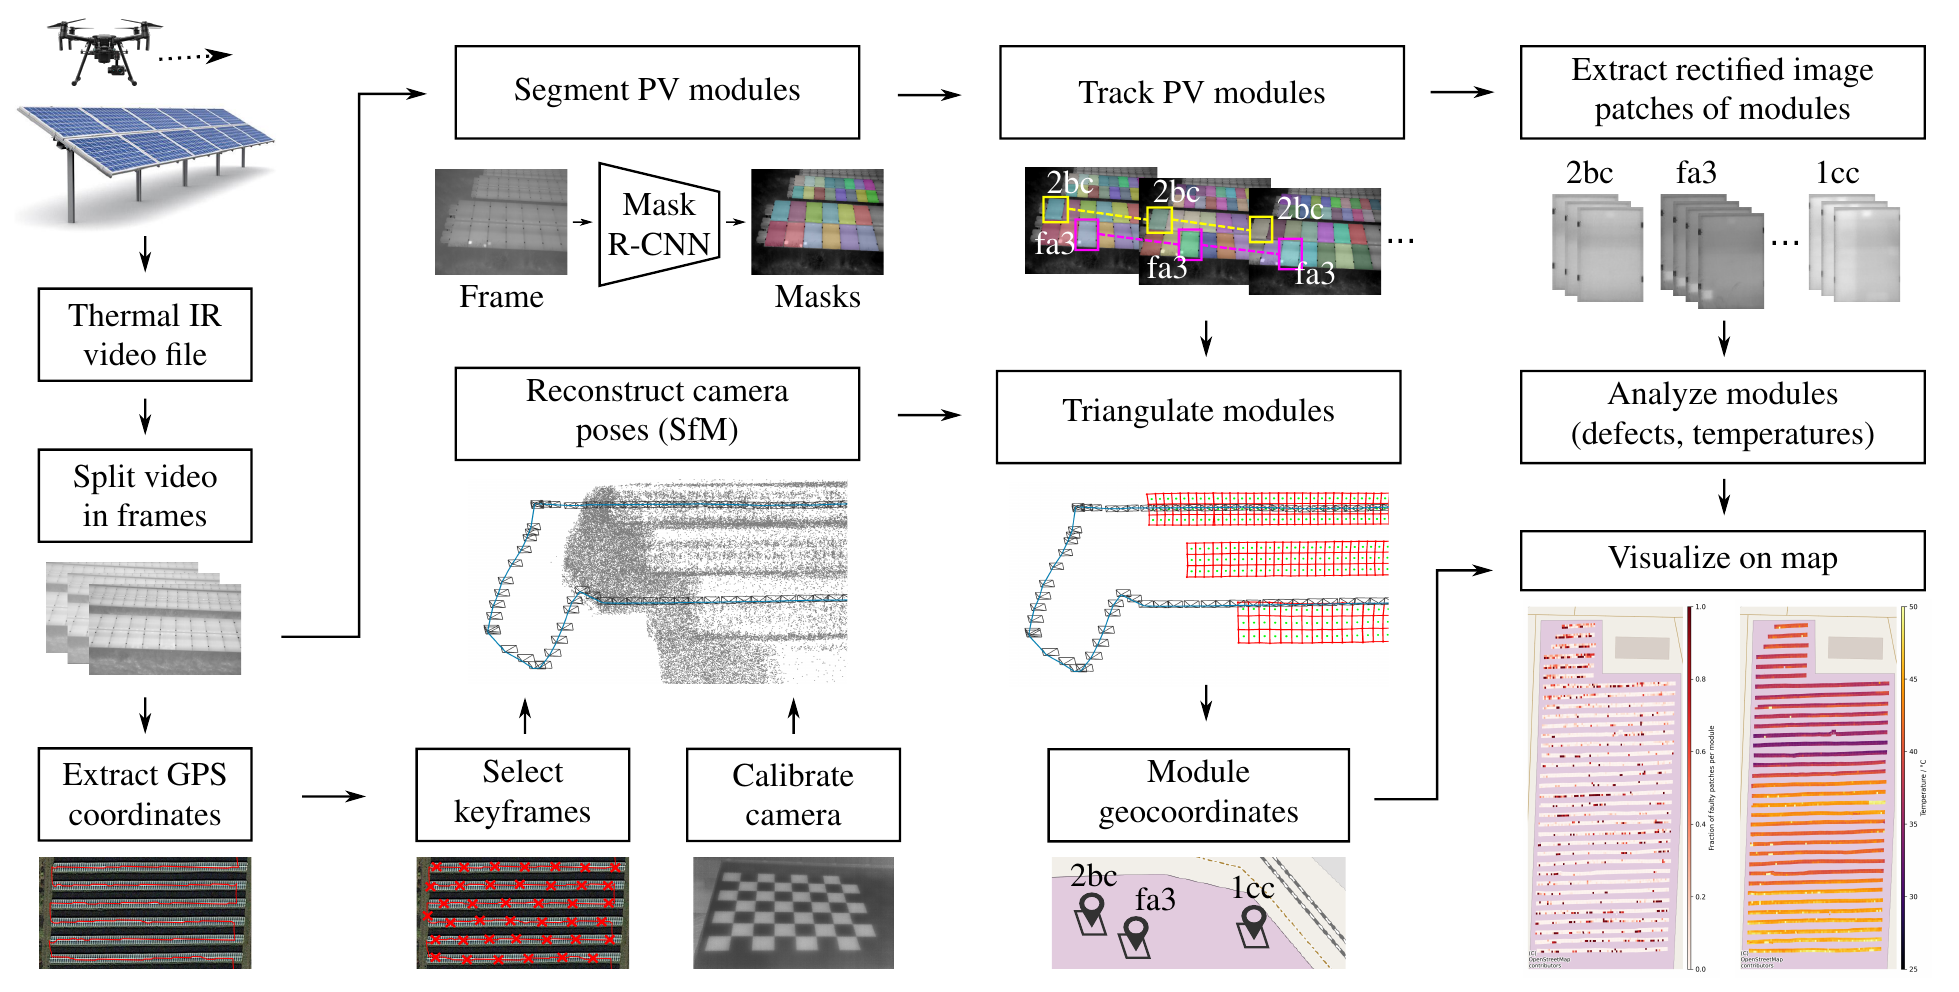 Thermal IR
video file
Split video
in frames
Extract GPS
coordinates
Segment PV modules
Frame
Mask
R-CNN
Masks
Reconstruct camera
poses (SfM)
Select
keyframes
Calibrate
camera
Track PV modules
2bc
2bc
2bc
fa3
fa3
fa3
...
Triangulate modules
Module
geocoordinates
2bc
fa3
1cc
Extract rectified image
patches of modules
2bc
fa3
1cc
...
Analyze modules
(defects, temperatures)
Visualize on map
1.0
0.8
0.6
0.4
0.2
0.0
Fraction of faulty patches per module
(C)
OpenStreetMap
contributors
50
45
40
35
30
25
Temperature / °C
(C)
OpenStreetMap
contributors